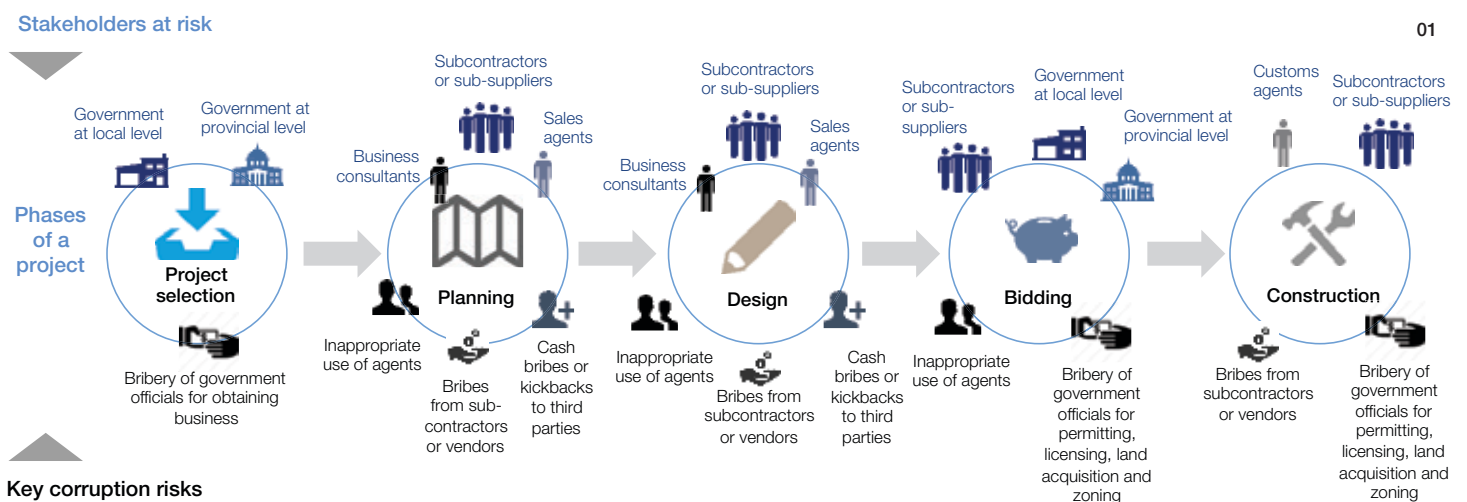 Stakeholders at risk
01
Government
at local level
Government at
provincial level
Business
consultants
Subcontractors
or sub-suppliers
Sales
agents
Business
consultants
Subcontractors
or sub-suppliers
Sales
agents
Subcontractors
or sub-
suppliers
Government
at local level
Government at
provincial level
Customs
agents
Subcontractors
or sub-suppliers
Phases
of a
project
Project
selection
Planning
Design
Bidding
Construction
Bribery of government
officials for obtaining
business
Inappropriate
use of agents
Bribes
from sub-
contractors
or vendors
Cash
bribes or
kickbacks
to third
parties
Inappropriate
use of agents
Bribes from
subcontractors
or vendors
Cash
bribes or
kickbacks
to third
parties
Inappropriate
use of agents
Bribery of
government
officials for
permitting,
licensing, land
acquisition and
zoning
Bribes from
subcontractors
or vendors
Bribery of
government
officials for
permitting,
licensing, land
acquisition and
zoning
Key corruption risks